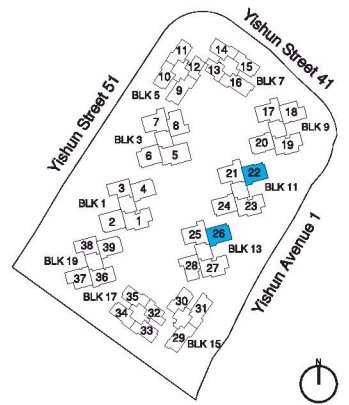 Yishun Street 41
Yishun Street 51
Yishun Avenue 1
11
12
10
9
BLK 5
14
13
15
16
BLK 7
7
8
BLK 3
6
5
17
18
BLK 9
20
19
21
22
BLK 11
24
23
3
4
BLK 1
2
1
25
26
BLK 13
28
27
38
39
BLK 19
37
36
BLK 17
35
34
32
33
30
31
29
BLK 15
N